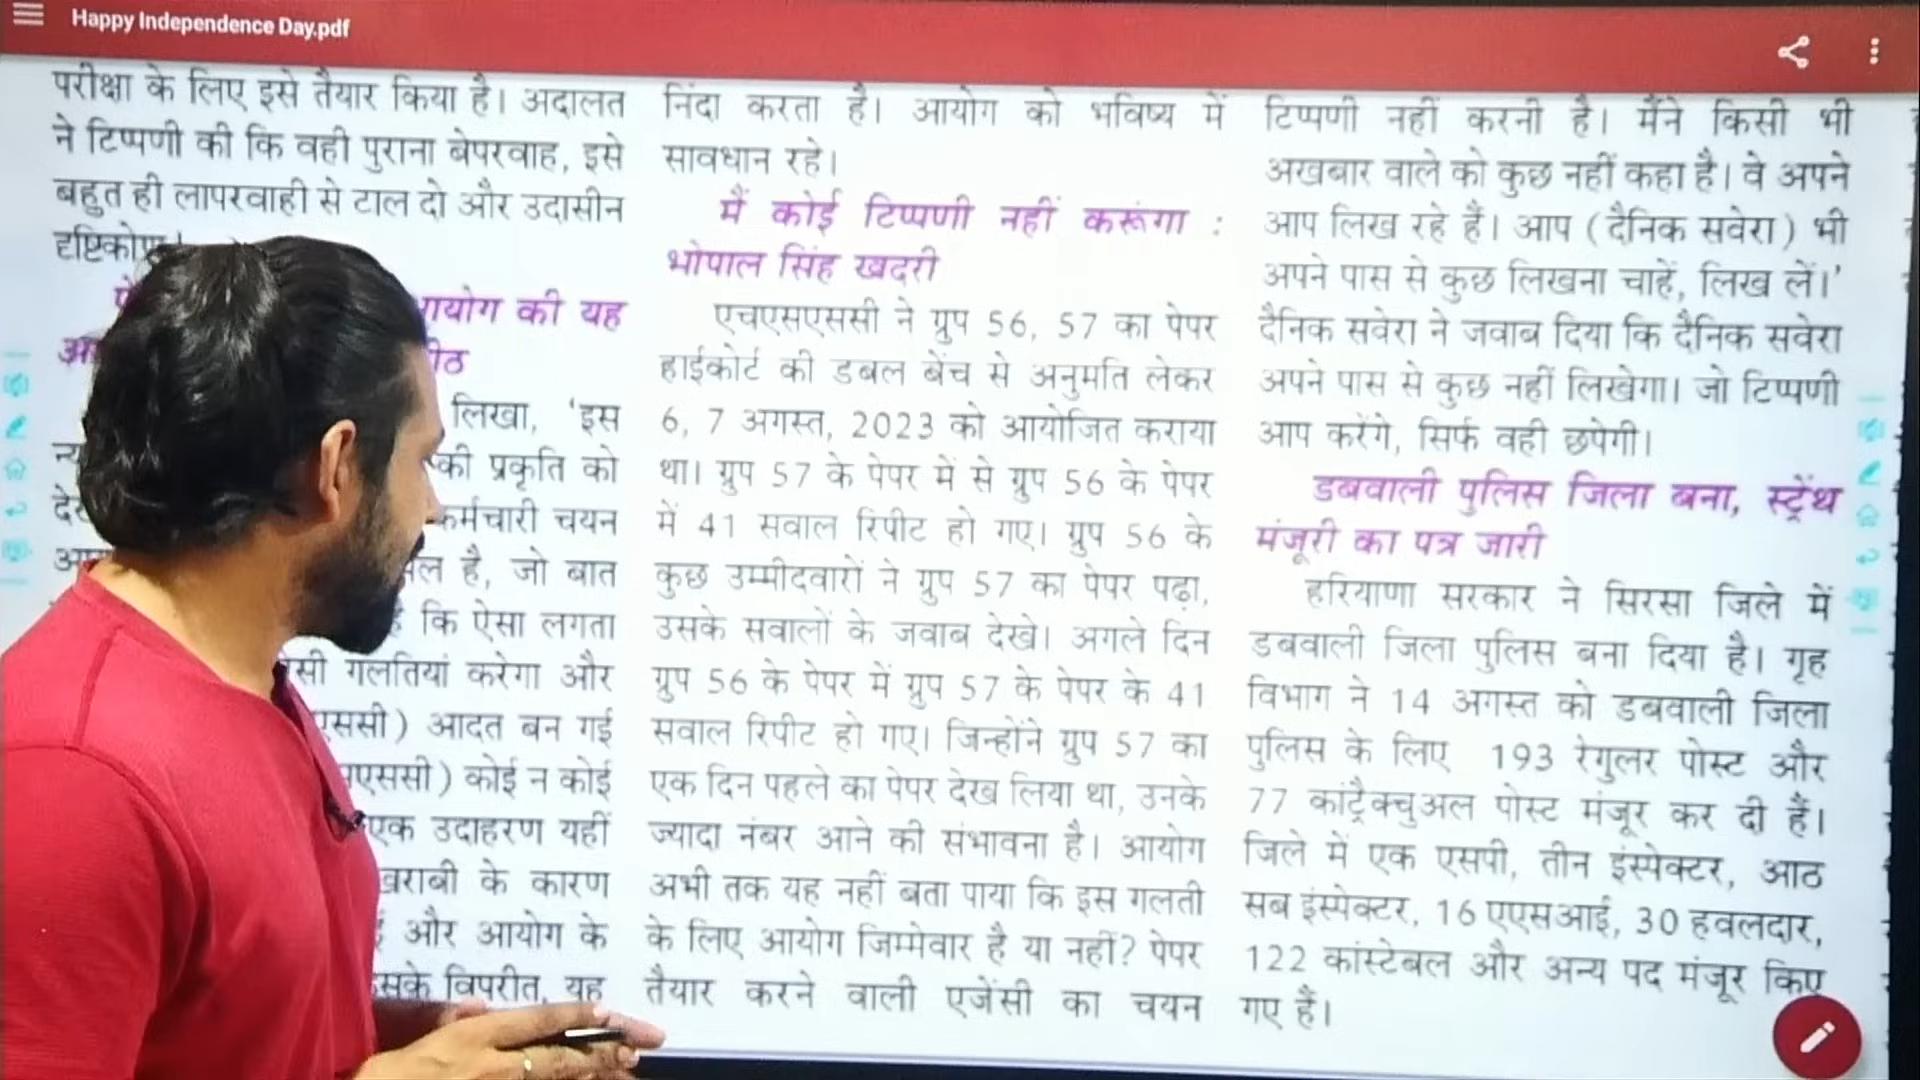 Happy Independence Day.pdf
परीक्षा के लिए इसे तैयार किया है। अदालत
ने टिप्पणी की कि वही पुराना बेपरवाह, इसे
बहुत ही लापरवाही से टाल दो और उदासीन
आयोग की यह
लिखा, 'इस
की प्रकृति को
कर्मचारी चयन
है, जो बात
कि ऐसा लगता
गलतियां करेगा और
आदत बन गई
कोई न कोई
एक उदाहरण यहीं
खराबी के कारण
और आयोग के
विपरीत, यह
निंदा करता है। आयोग को भविष्य में
सावधान रहे।
मैं कोई टिप्पणी नहीं करूंगा :
भोपाल सिंह खदरी
एचएसएससी ने ग्रुप 56, 57 का पेपर
हाईकोर्ट की डबल बेंच से अनुमति लेकर
6, 7 अगस्त, 2023 को आयोजित कराया
था। ग्रुप 57 के पेपर में से ग्रुप 56 के पेपर
में 41 सवाल रिपीट हो गए। ग्रुप 56 के
कुछ उम्मीदवारों ने ग्रुप 57 का पेपर पढ़ा,
उसके सवालों के जवाब देखे। अगले दिन
ग्रुप 56 के पेपर में ग्रुप 57 के पेपर के 41
सवाल रिपीट हो गए। जिन्होंने ग्रुप 57 का
एक दिन पहले का पेपर देख लिया था, उनके
ज्यादा नंबर आने की संभावना है। आयोग
अभी तक यह नहीं बता पाया कि इस गलती
के लिए आयोग जिम्मेवार है या नहीं? पेपर
तैयार करने वाली एजेंसी का चयन
टिप्पणी नहीं करनी है। मैंने किसी भी
अखबार वाले को कुछ नहीं कहा है। वे अपने
आप लिख रहे हैं। आप (दैनिक सवेरा) भी
अपने पास से कुछ लिखना चाहें, लिख लें।'
दैनिक सवेरा ने जवाब दिया कि दैनिक सवेरा
अपने पास से कुछ नहीं लिखेगा। जो टिप्पणी
आप करेंगे, सिर्फ वही छपेगी।
डबवाली पुलिस जिला बना, स्ट्रेंथ
मंजूरी का पत्र जारी
हरियाणा सरकार ने सिरसा जिले में
डबवाली जिला पुलिस बना दिया है। गृह
विभाग ने 14 अगस्त को डबवाली जिला
पुलिस के लिए 193 रेगुलर पोस्ट और
77 कांट्रैक्चुअल पोस्ट मंजूर कर दी हैं।
जिले में एक एसपी, तीन इंस्पेक्टर, आठ
सब इंस्पेक्टर, 16 एएसआई, 30 हवलदार,
122 कांस्टेबल और अन्य पद मंजूर किए
गए हैं।